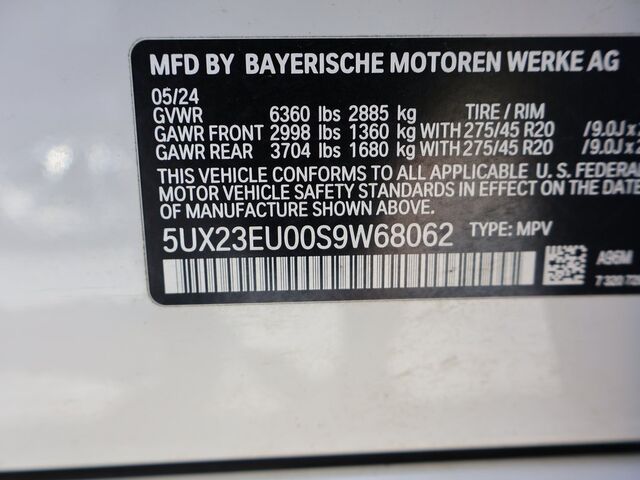 MFD BY BAYERISCHE MOTOREN WERKE AG
05/24
GVWR 6360 lbs 2885 kg TIRE / RIM
GAWR FRONT 2998 lbs 1360 kg WITH 275/45 R20 /9.0J x
GAWR REAR 3704 lbs 1680 kg WITH 275/45 R20 /9.0J x
THIS VEHICLE CONFORMS TO ALL APPLICABLE U.S. FEDERAL
MOTOR VEHICLE SAFETY STANDARDS IN EFFECT ON THE DATE
OF MANUFACTURE SHOWN ABOVE.
5UX23EU00S9W68062 TYPE: MPV
A96M
7 320